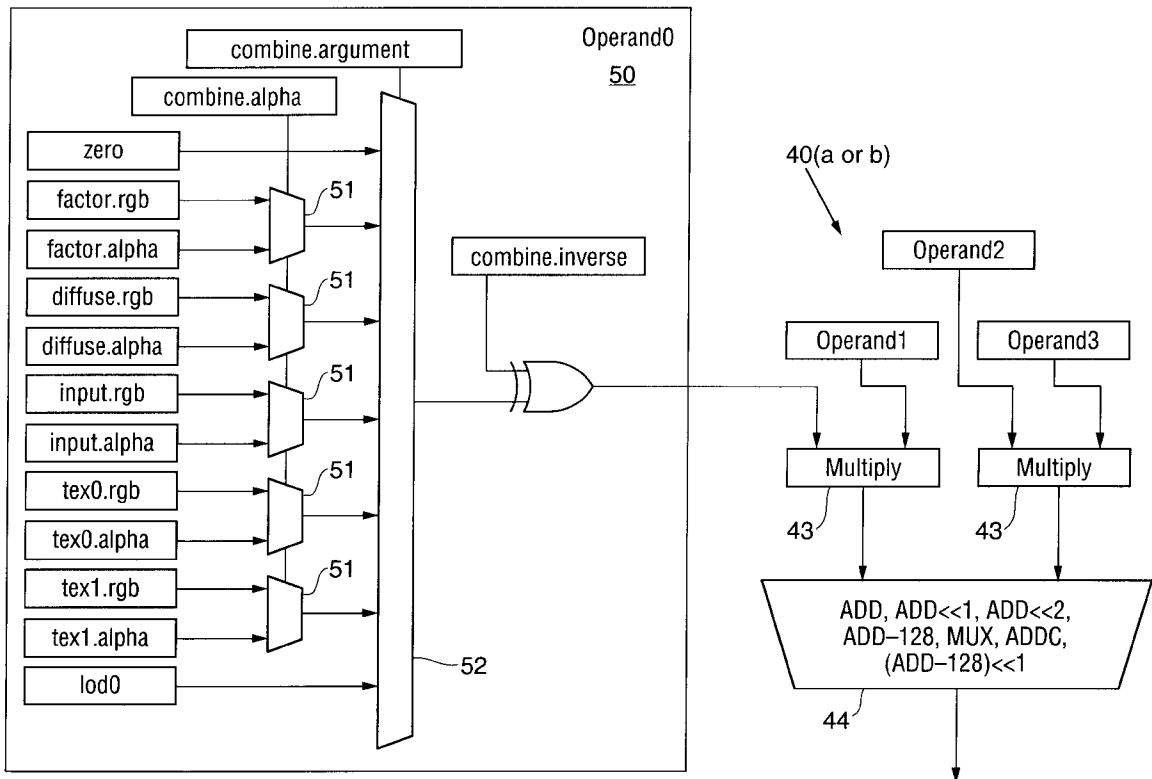 Operand0
50
combine.argument
combine.alpha
zero
factor.rgb
51
factor.alpha
diffuse.rgb
51
diffuse.alpha
input.rgb
51
input.alpha
tex0.rgb
51
tex0.alpha
tex1.rgb
51
tex1.alpha
lod0
52
combine.inverse
40(a or b)
Operand2
Operand1
Operand3
Multiply
Multiply
43
43
ADD, ADD<<1, ADD<<2,
ADD–128, MUX, ADDC,
(ADD–128)<<1
44